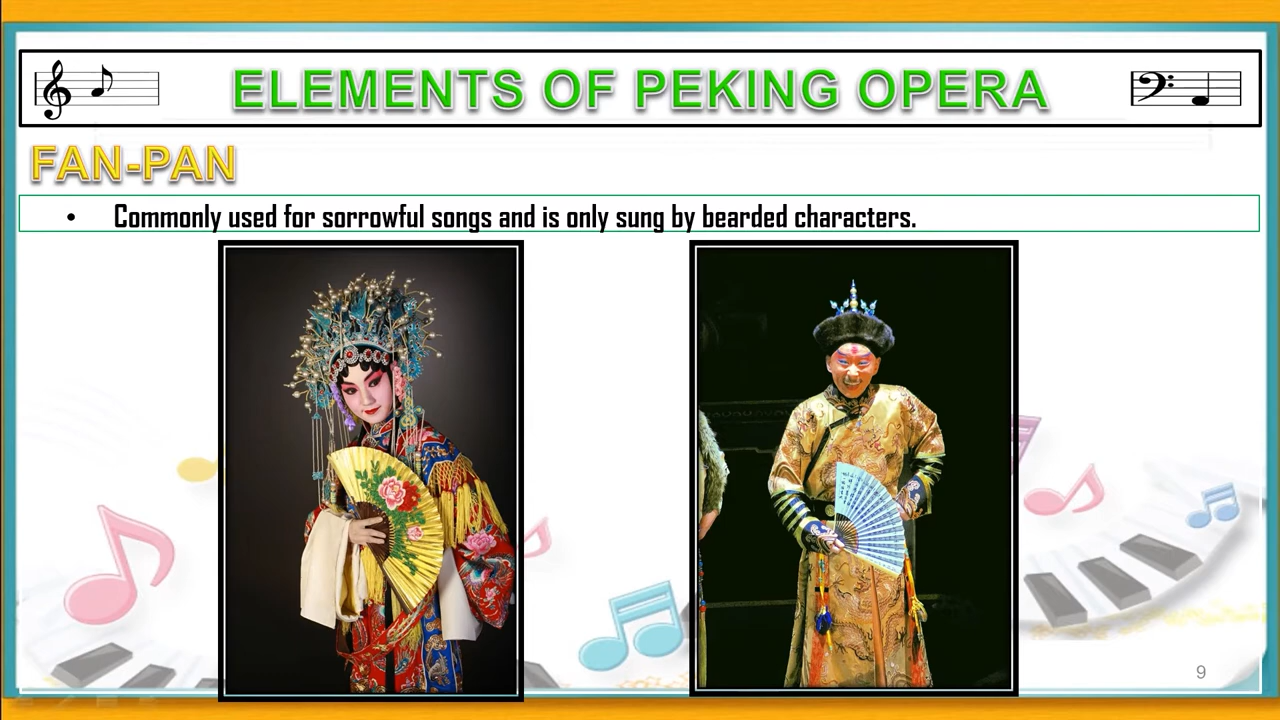 ELEMENTS OF PEKING OPERA
FAN-PAN
• Commonly used for sorrowful songs and is only sung by bearded characters.
9